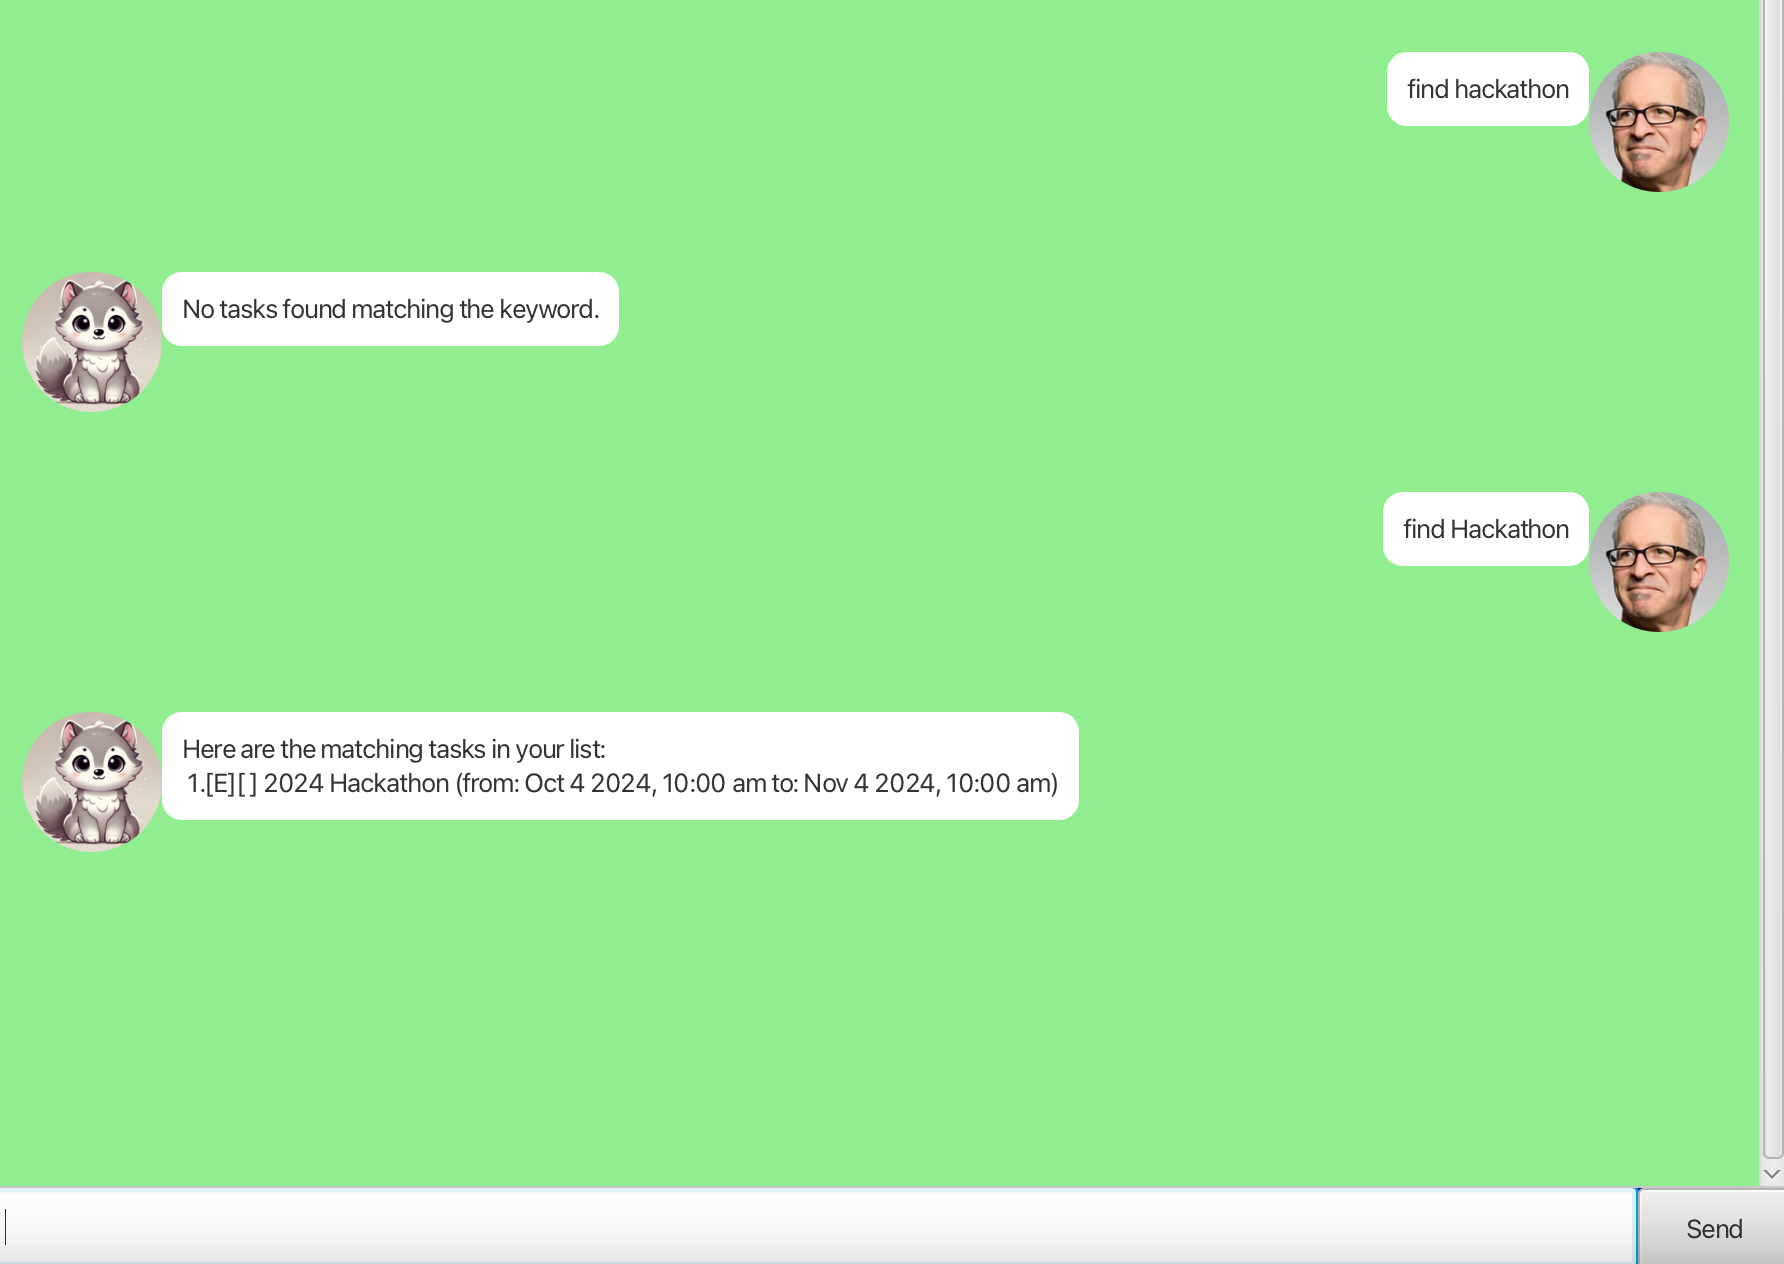 find hackathon
No tasks found matching the keyword.
find Hackathon
Here are the matching tasks in your list:
1.[E][ ] 2024 Hackathon (from: Oct 4 2024, 10:00 am to: Nov 4 2024, 10:00 am)
Send